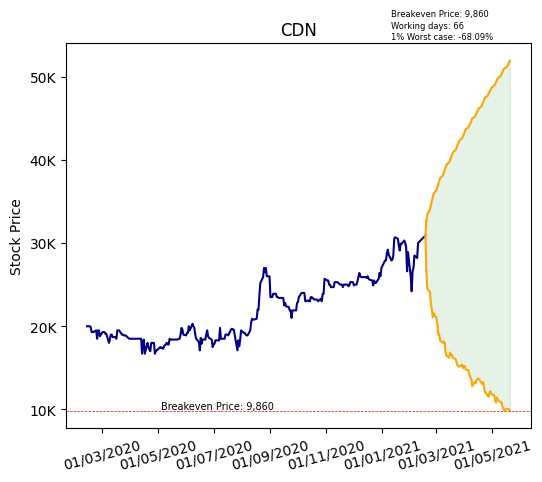 Breakeven Price: 9,860
Working days: 66
1% Worst case: -68.09%
CDN
Stock Price
50K
40K
30K
20K
10K
Breakeven Price: 9,860
01/03/2020
01/05/2020
01/07/2020
01/09/2020
01/11/2020
01/01/2021
01/03/2021
01/05/2021